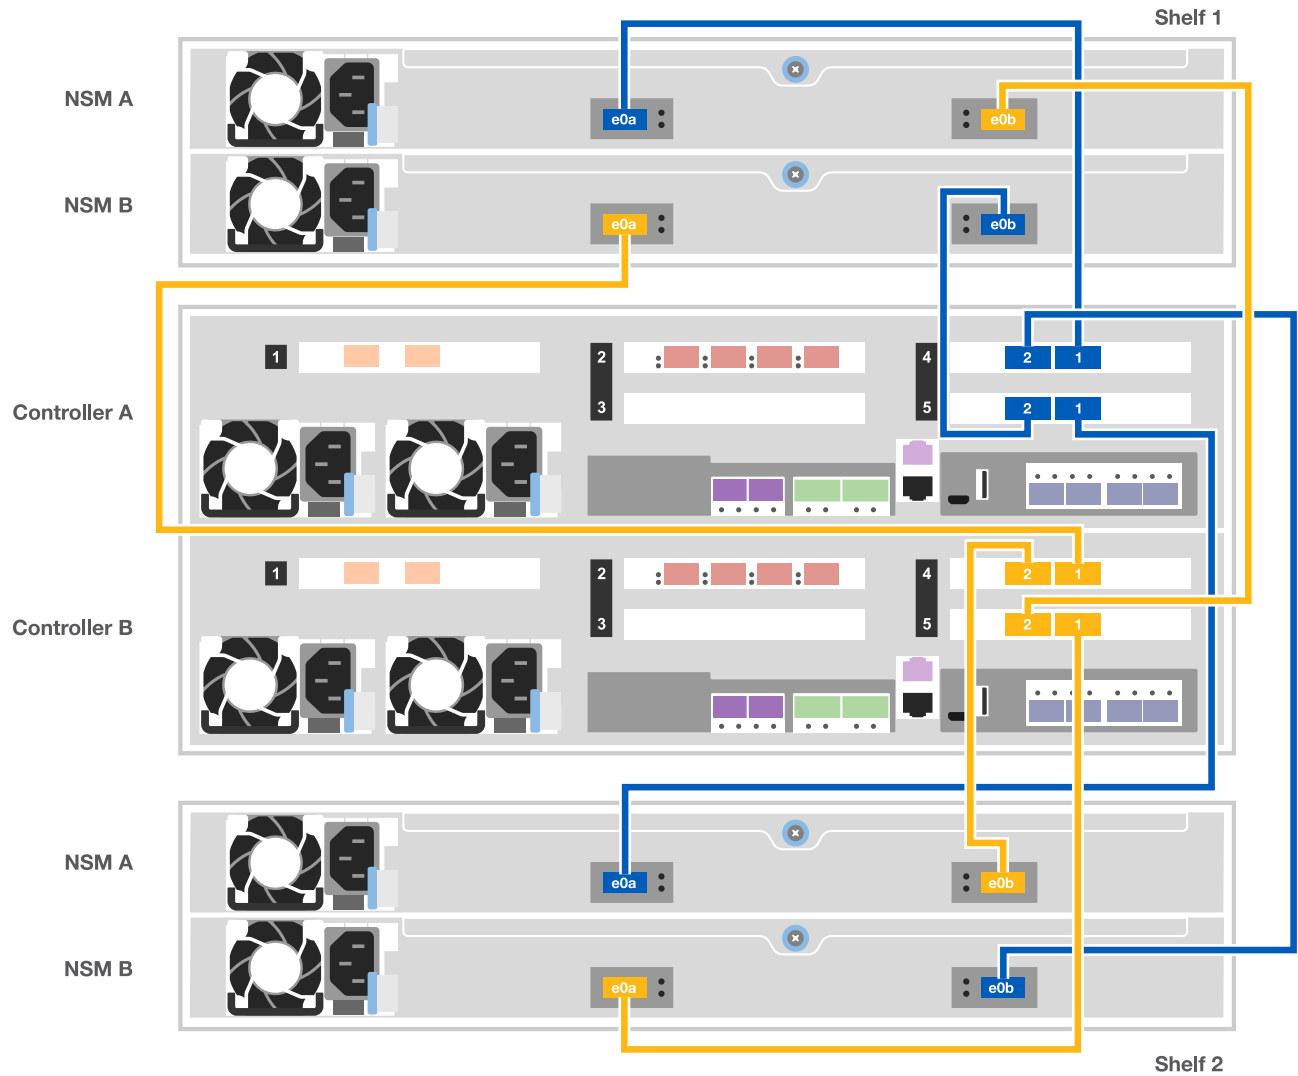 Shelf 1
NSM A
e0a
e0b
NSM B
e0a
e0b
1
2
4
2
1
3
5
2
1
Controller A
1
2
4
2
1
3
5
2
1
Controller B
NSM A
e0a
e0b
NSM B
e0a
e0b
Shelf 2